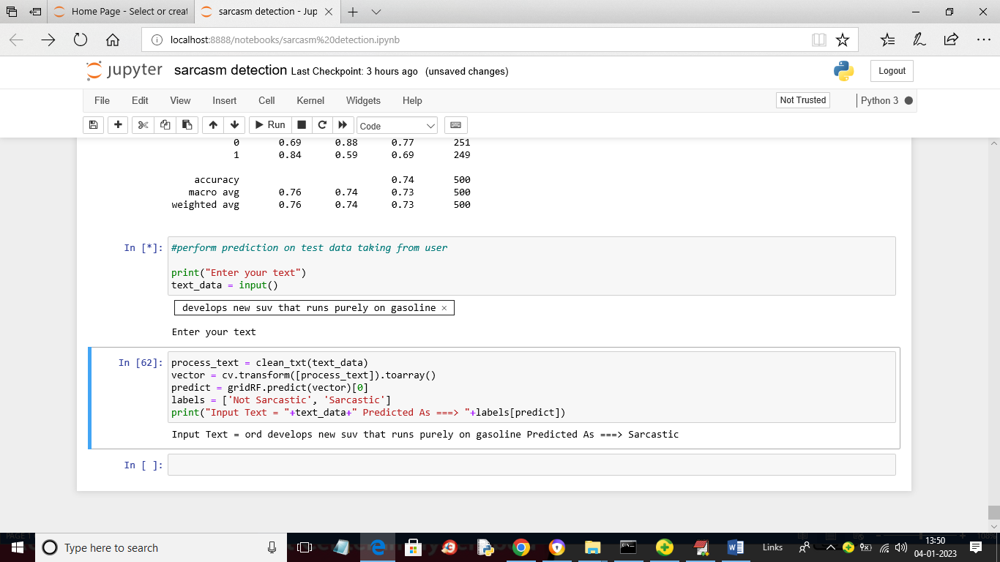 Home Page - Select or creat
sarcasm detection - Jup
localhost:8888/notebooks/sarcasm%20detection.ipynb
jupyter sarcasm detection Last Checkpoint: 3 hours ago (unsaved changes)
Logout
File Edit View Insert Cell Kernel Widgets Help
Not Trusted
Python 3
Run
Code
0 0.69 0.88 0.77 251
1 0.84 0.59 0.69 249
accuracy 0.74 500
macro avg 0.76 0.74 0.73 500
weighted avg 0.76 0.74 0.73 500
In [*]: #perform prediction on test data taking from user
print("Enter your text")
text_data = input()
develops new suv that runs purely on gasoline ×
Enter your text
In [62]: process_text = clean_txt(text_data)
vector = cv.transform([process_text]).toarray()
predict = gridRF.predict(vector)[0]
labels = ['Not Sarcastic', 'Sarcastic']
print("Input Text = "+text_data+" Predicted As ===> "+labels[predict])
Input Text = ord develops new suv that runs purely on gasoline Predicted As ===> Sarcastic
In [ ]:
Type here to search
Links
13:50
04-01-2023